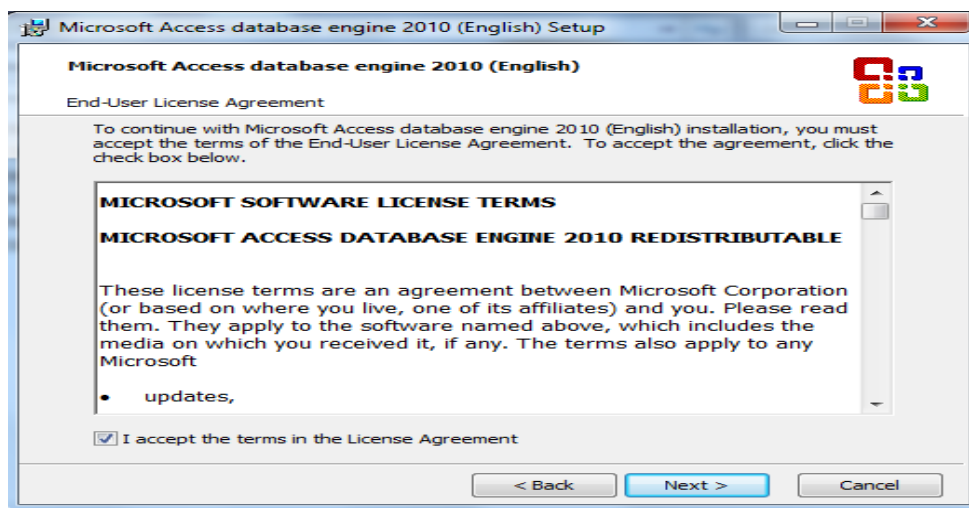 Microsoft Access database engine 2010 (English) Setup
Microsoft Access database engine 2010 (English)
End-User License Agreement
To continue with Microsoft Access database engine 2010 (English) installation, you must
accept the terms of the End-User License Agreement. To accept the agreement, click the
check box below.
MICROSOFT SOFTWARE LICENSE TERMS
MICROSOFT ACCESS DATABASE ENGINE 2010 REDISTRIBUTABLE
These license terms are an agreement between Microsoft Corporation
(or based on where you live, one of its affiliates) and you. Please read
them. They apply to the software named above, which includes the
media on which you received it, if any. The terms also apply to any
Microsoft
• updates,
I accept the terms in the License Agreement
< Back Next > Cancel